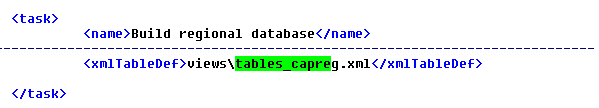 <task>
<name>Build regional database</name>
<xmlTableDef>views\tables_capreg.xml</xmlTableDef>
</task>